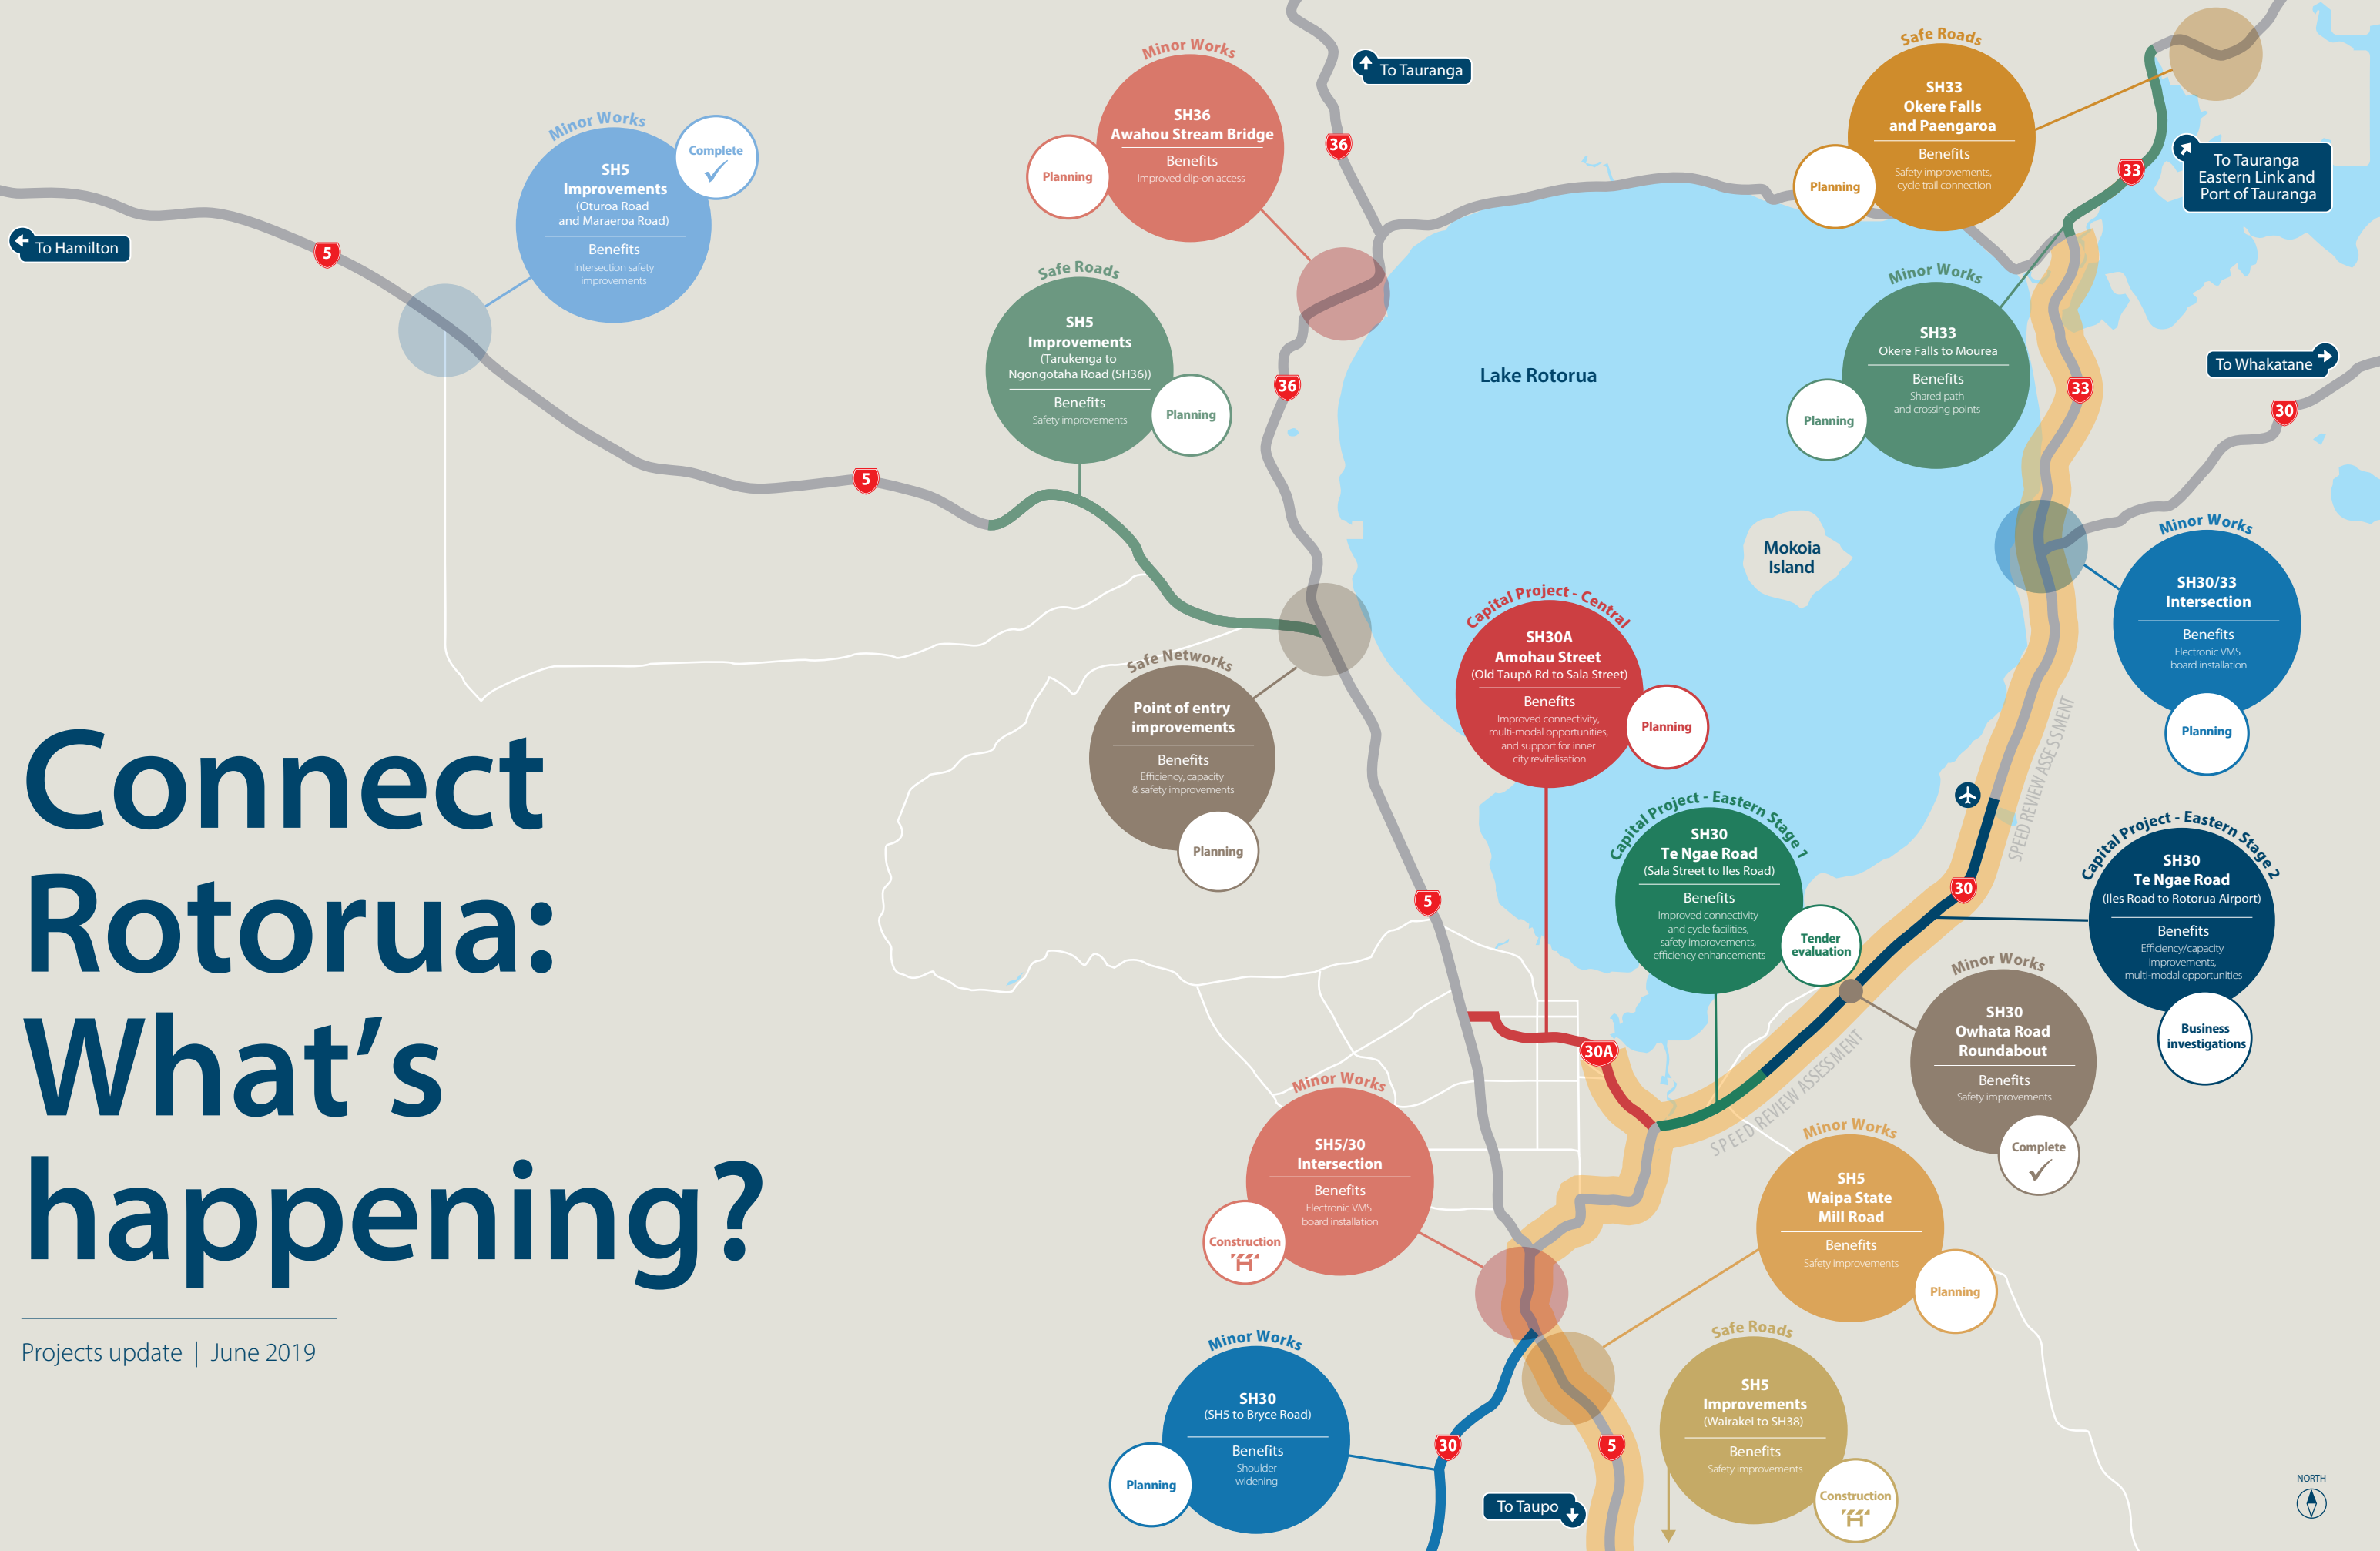 Connect
Rotorua:
What's
happening?
Projects update | June 2019
To Hamilton
5
Minor Works
SH5
Improvements
(Oturoa Road
and Maraeroa Road)
Benefits
Intersection safety
improvements
Complete
5
Minor Works
SH36
Awahou Stream Bridge
Benefits
Improved clip-on access
Planning
To Tauranga
36
Safe Roads
SH5
Improvements
(Tarukenga to
Ngongotaha Road (SH36))
Benefits
Safety improvements
Planning
36
Safe Roads
SH33
Okere Falls
and Paengaroa
Benefits
Safety improvements,
cycle trail connection
Planning
33
To Tauranga
Eastern Link and
Port of Tauranga
Minor Works
SH33
Okere Falls to Mourea
Benefits
Shared path
and crossing points
Planning
33
To Whakatane
30
Lake Rotorua
Mokoia
Island
Minor Works
SH30/33
Intersection
Benefits
Electronic VMS
board installation
Planning
Safe Networks
Point of entry
improvements
Benefits
Efficiency, capacity
& safety improvements
Planning
Capital Project - Central
SH30A
Amohau Street
(Old Taupō Rd to Sala Street)
Benefits
Improved connectivity,
multi-modal opportunities,
and support for inner
city revitalisation
Planning
SPEED REVIEW ASSESSMENT
Capital Project - Eastern Stage 1
SH30
Te Ngae Road
(Sala Street to Iles Road)
Benefits
Improved connectivity
and cycle facilities,
safety improvements,
efficiency enhancements
Tender
evaluation
30
Capital Project - Eastern Stage 2
SH30
Te Ngae Road
(Iles Road to Rotorua Airport)
Benefits
Efficiency/capacity
improvements,
multi-modal opportunities
Business
investigations
5
30A
Minor Works
SH30
Owhata Road
Roundabout
Benefits
Safety improvements
Complete
SPEED REVIEW ASSESSMENT
Minor Works
SH5/30
Intersection
Benefits
Electronic VMS
board installation
Construction
Minor Works
SH5
Waipa State
Mill Road
Benefits
Safety improvements
Planning
Minor Works
SH30
(SH5 to Bryce Road)
Benefits
Shoulder
widening
Planning
30
5
To Taupo
Safe Roads
SH5
Improvements
(Wairakei to SH38)
Benefits
Safety improvements
Construction
NORTH